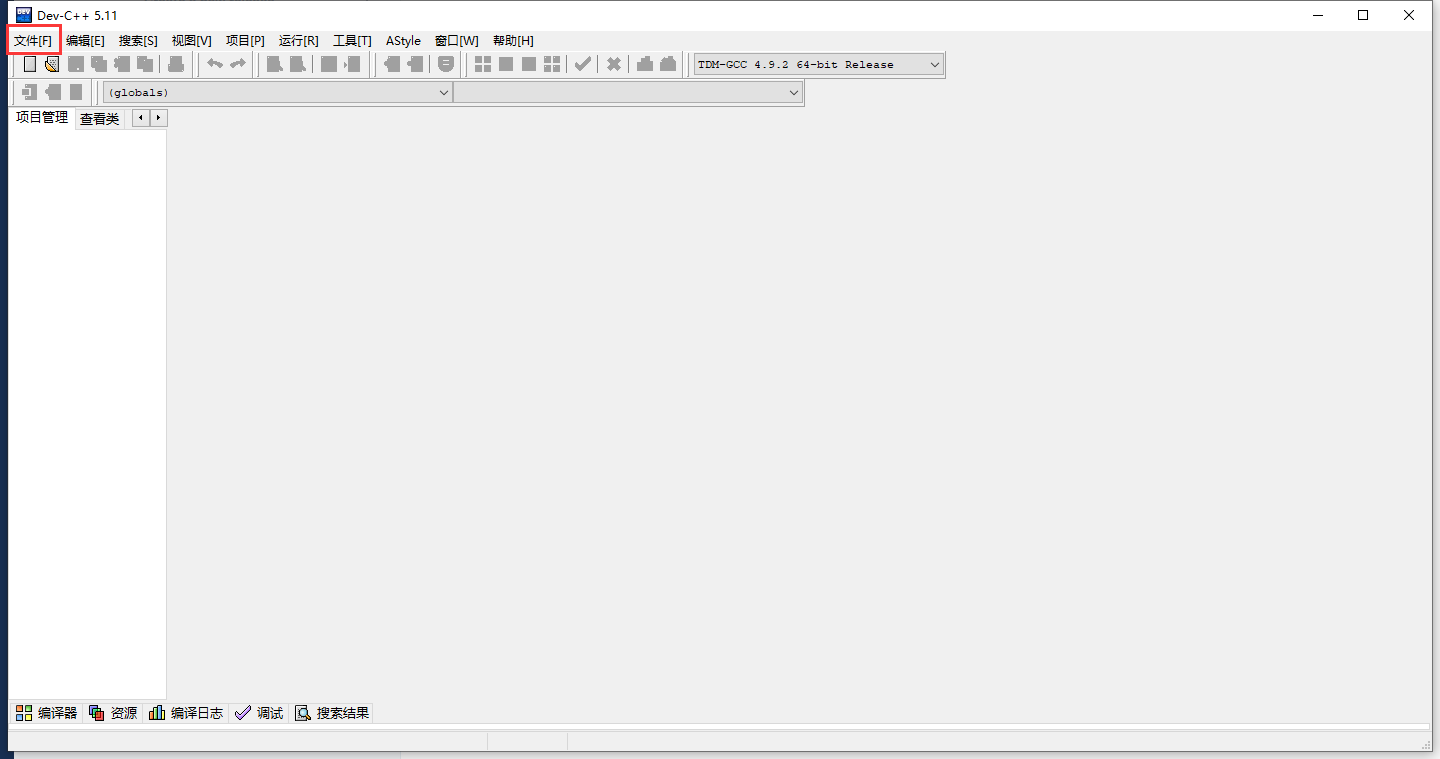 Dev-C++ 5.11
文件[F] 编辑[E] 搜索[S] 视图[V] 项目[P] 运行[R] 工具[T] AStyle 窗口[W] 帮助[H]
TDM-GCC 4.9.2 64-bit Release
(globals)
项目管理 查看类
编译器 资源 编译日志 调试 搜索结果